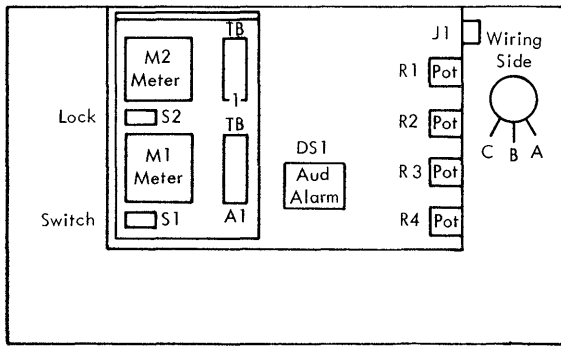 TB
J1
Wiring
Side
M2
Meter
R1
Pot
1
Lock
S2
TB
R2
Pot
C
B
A
M1
Meter
DS1
Aud
Alarm
R3
Pot
Switch
S1
A1
R4
Pot